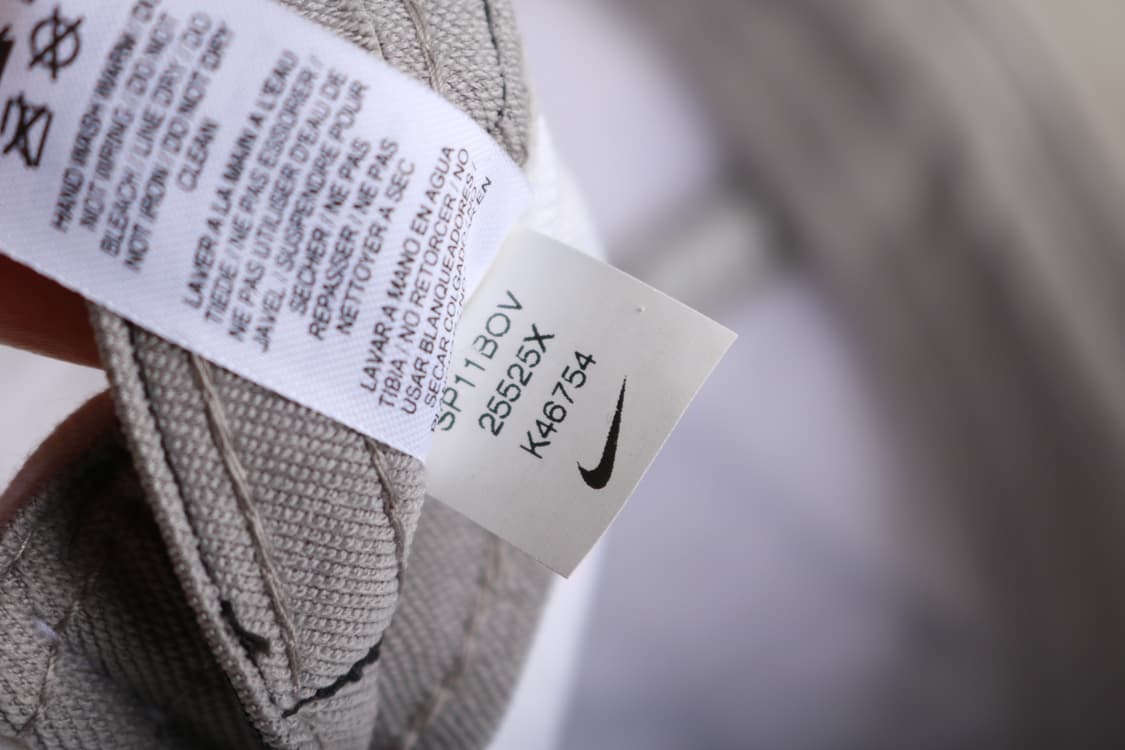 HAND WASH WARM / DO
NOT WRING / DO NOT
BLEACH / LINE DRY / DO
NOT IRON / DO NOT DRY
CLEAN
LAVER A LA MAIN A L'EAU
TIEDE / NE PAS ESSORER /
NE PAS UTILISER D'EAU DE
JAVEL / SUSPENDRE POUR
SECHER / NE PAS
REPASSER / NE PAS
NETTOYER A SEC
LAVAR A MANO EN AGUA
TIBIA / NO RETORCER / NO
USAR BLANQUEADORES /
SECAR COLGADO
EN
SP11BOV
25525X
K46754